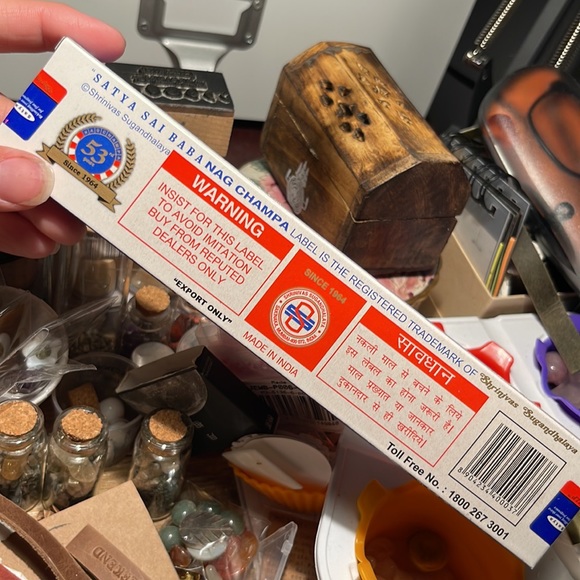 SATYA SAI BABA NAG CHAMPA LABEL IS THE REGISTERED TRADEMARK OF Shrinivas Sugandhalaya
©Shrinivas Sugandhalaya
53
Since 1964
WARNING
INSIST FOR THIS LABEL
TO AVOID IMITATION
BUY FROM REPUTED
DEALERS ONLY
"EXPORT ONLY"
SINCE 1964
MADE IN INDIA
सावधान
नकली माल से बचने के लिये
इस लेबल का होना जरूरी है।
माल प्रख्यात या जानकार
दुकानदार से ही खरीदिये।
Toll Free No.: 1800 267 3001
8904234940003